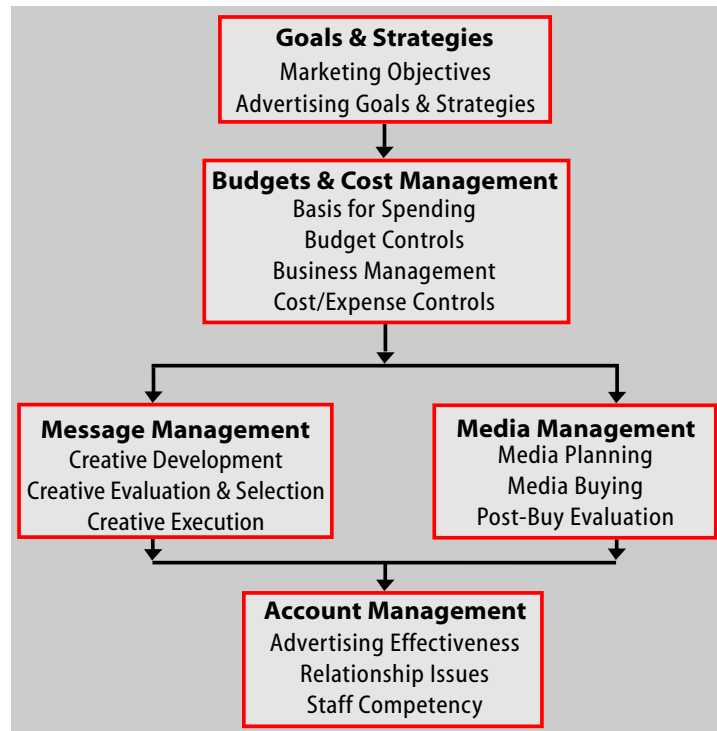 Goals & Strategies
Marketing Objectives
Advertising Goals & Strategies
Budgets & Cost Management
Basis for Spending
Budget Controls
Business Management
Cost/Expense Controls
Message Management
Creative Development
Creative Evaluation & Selection
Creative Execution
Media Management
Media Planning
Media Buying
Post-Buy Evaluation
Account Management
Advertising Effectiveness
Relationship Issues
Staff Competency